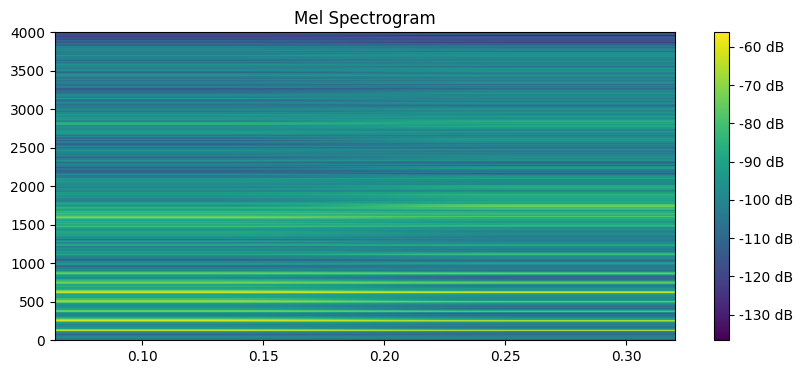 Mel Spectrogram
4000
3500
3000
2500
2000
1500
1000
500
0
0.10 0.15 0.20 0.25 0.30
-60 dB
-70 dB
-80 dB
-90 dB
-100 dB
-110 dB
-120 dB
-130 dB